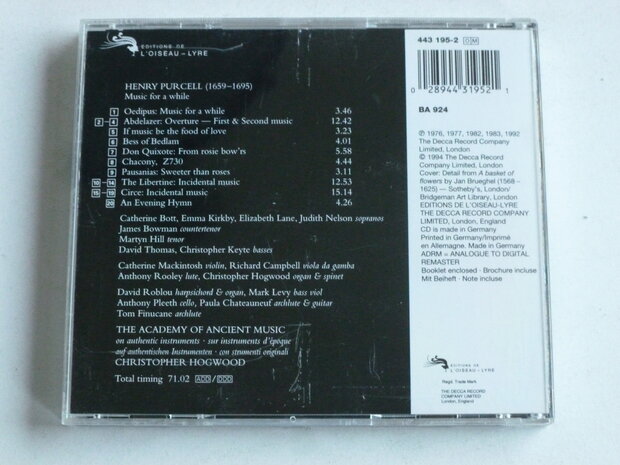 EDITIONS DE
L'OISEAU-LYRE
HENRY PURCELL (1659–1695)
Music for a while
1 Oedipus: Music for a while 3.46
2–4 Abdelazer: Overture — First & Second music 12.42
5 If music be the food of love 3.23
6 Bess of Bedlam 4.01
7 Don Quixote: From rosie bow'rs 5.58
8 Chacony, Z730 4.44
9 Pausanias: Sweeter than roses 3.11
10–14 The Libertine: Incidental music 12.53
15–19 Circe: Incidental music 15.14
20 An Evening Hymn 4.26
Catherine Bott, Emma Kirkby, Elizabeth Lane, Judith Nelson sopranos
James Bowman countertenor
Martyn Hill tenor
David Thomas, Christopher Keyte basses
Catherine Mackintosh violin, Richard Campbell viola da gamba
Anthony Rooley lute, Christopher Hogwood organ & spinet
David Roblou harpsichord & organ, Mark Levy bass viol
Anthony Pleeth cello, Paula Chateauneuf archlute & guitar
Tom Finucane archlute
THE ACADEMY OF ANCIENT MUSIC
on authentic instruments · sur instruments d'époque
auf authentischen Instrumenten · con strumenti originali
CHRISTOPHER HOGWOOD
Total timing 71.02 ADD/DDD
443 195-2 OM
0 28944 31952 1
BA 924
℗ 1976, 1977, 1982, 1983, 1992
The Decca Record Company
Limited, London
© 1994 The Decca Record
Company Limited, London
Cover: Detail from A basket of
flowers by Jan Brueghel (1568 –
1625) — Sotheby's, London/
Bridgeman Art Library, London
EDITIONS DE L'OISEAU-LYRE
THE DECCA RECORD COMPANY
LIMITED, London, England
CD is made in Germany
Printed in Germany/Imprimé
en Allemagne. Made in Germany
ADRM = ANALOGUE TO DIGITAL
REMASTER
Booklet enclosed · Brochure incluse
Mit Beiheft · Note incluse
EDITIONS DE
L'OISEAU-LYRE
Regd. Trade Mark.
THE DECCA RECORD
COMPANY LIMITED
London, England